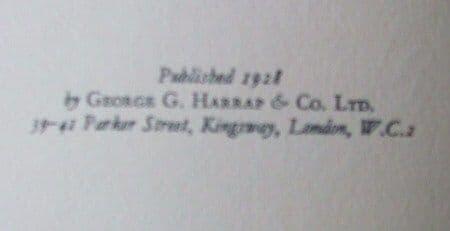 Published 1928
by GEORGE G. HARRAP & CO. LTD.
39-41 Parker Street, Kingsway, London, W.C.2